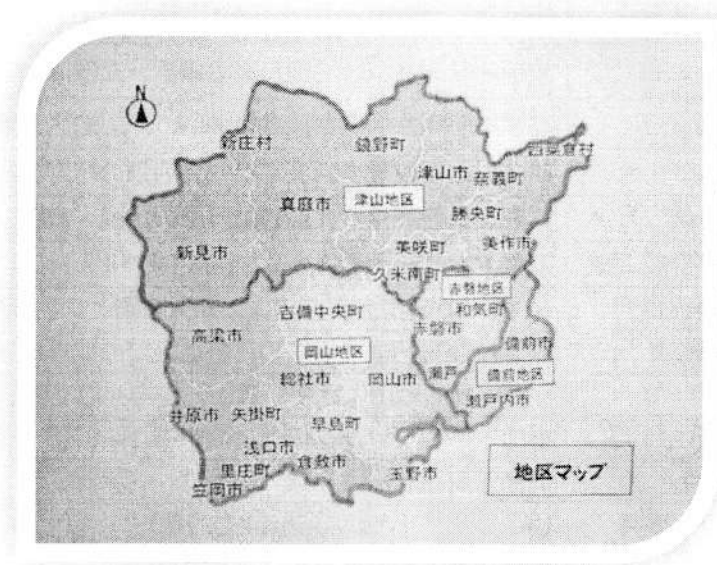 N
新庄村
鏡野町
西粟倉村
津山市
奈義町
真庭市
津山地区
勝央町
新見市
美咲町
美作市
久米南町
赤磐地区
吉備中央町
和気町
高梁市
赤磐市
岡山地区
備前市
総社市
岡山市
瀬戸
備前地区
瀬戸内市
井原市
矢掛町
早島町
浅口市
里庄町
倉敷市
玉野市
笠岡市
地区マップ